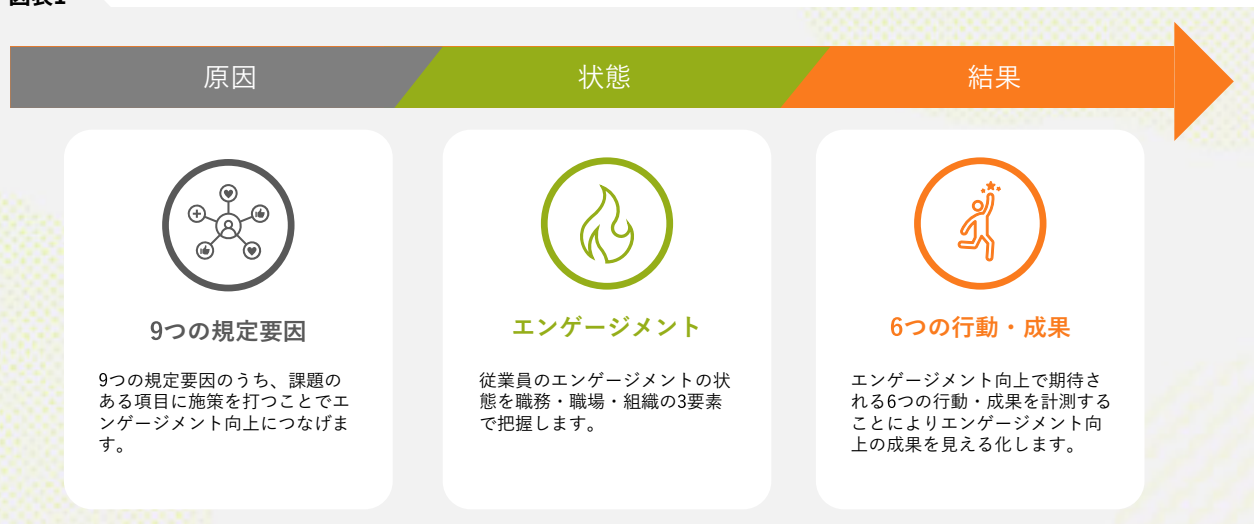 図表1
原因
状態
結果
9つの規定要因
9つの規定要因のうち、課題の
ある項目に施策を打つことでエ
ンゲージメント向上につなげま
す。
エンゲージメント
従業員のエンゲージメントの状
態を職務・職場・組織の3要素
で把握します。
6つの行動・成果
エンゲージメント向上で期待さ
れる6つの行動・成果を計測する
ことによりエンゲージメント向
上の成果を見える化します。